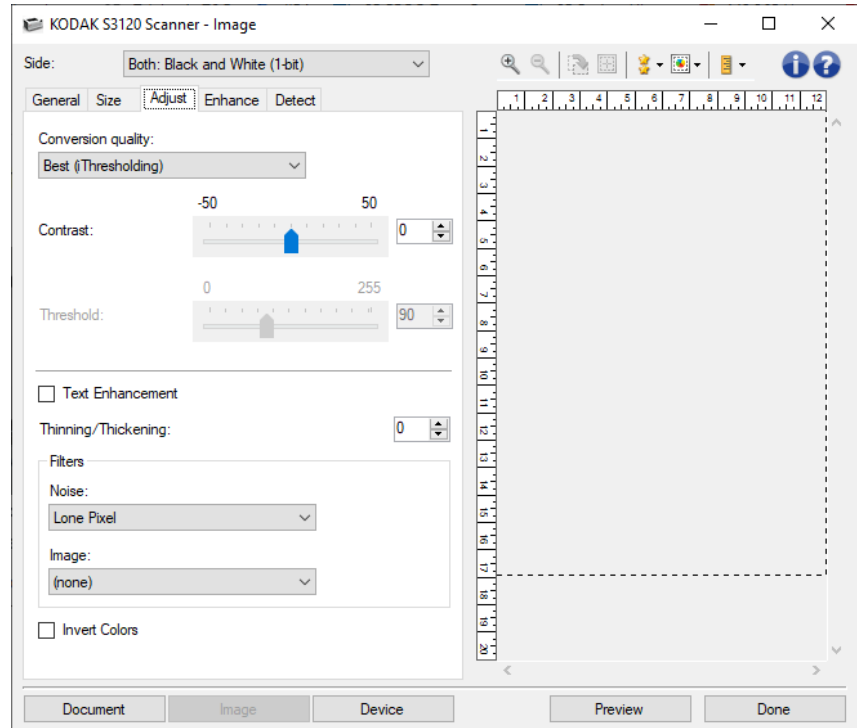 KODAK S3120 Scanner - Image
Side: Both: Black and White (1-bit)
General Size Adjust Enhance Detect
1 2 3 4 5 6 7 8 9 10 11 12
Conversion quality:
Best (iThresholding)
-50 50
Contrast: 0
0 255
Threshold: 90
Text Enhancement
Thinning/Thickening: 0
Filters
Noise:
Lone Pixel
Image:
(none)
Invert Colors
1
2
3
4
5
6
7
8
9
10
11
12
13
14
15
16
17
18
19
20
Document Image Device Preview Done